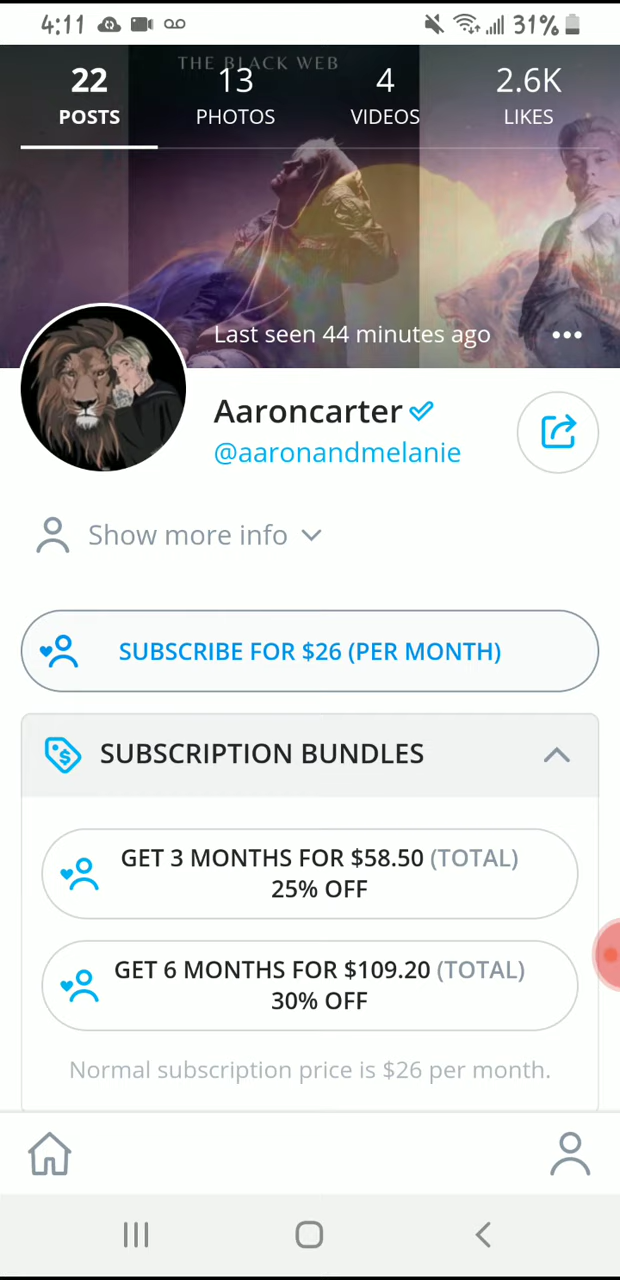 4:11
31%
THE BLACK WEB
22 13 4 2.6K
POSTS PHOTOS VIDEOS LIKES
Last seen 44 minutes ago
Aaroncarter
@aaronandmelanie
Show more info
SUBSCRIBE FOR $26 (PER MONTH)
SUBSCRIPTION BUNDLES
GET 3 MONTHS FOR $58.50 (TOTAL)
25% OFF
GET 6 MONTHS FOR $109.20 (TOTAL)
30% OFF
Normal subscription price is $26 per month.